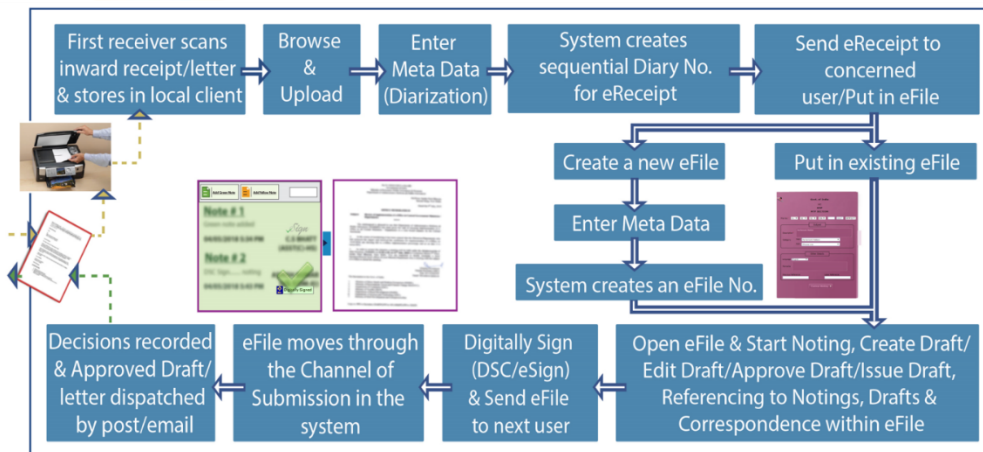 First receiver scans
inward receipt/letter
& stores in local client
Browse
&
Upload
Enter
Meta Data
(Diarization)
System creates
sequential Diary No.
for eReceipt
Send eReceipt to
concerned
user/Put in eFile
Create a new eFile
Put in existing eFile
Enter Meta Data
System creates an eFile No.
Note # 1
Note # 2
Open eFile & Start Noting, Create Draft/
Edit Draft/Approve Draft/Issue Draft,
Referencing to Notings, Drafts &
Correspondence within eFile
Digitally Sign
(DSC/eSign)
& Send eFile
to next user
eFile moves through
the Channel of
Submission in the
system
Decisions recorded
& Approved Draft/
letter dispatched
by post/email